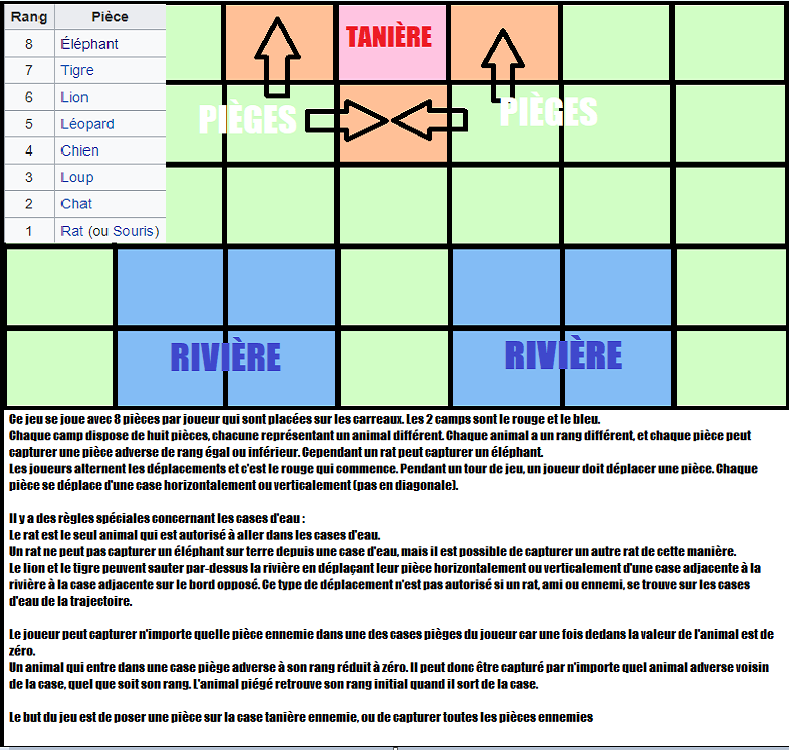 Rang Pièce
8 Éléphant
7 Tigre
6 Lion
5 Léopard
4 Chien
3 Loup
2 Chat
1 Rat (ou Souris)
TANIÈRE
PIÈGES
PIÈGES
RIVIÈRE
RIVIÈRE
Ce jeu se joue avec 8 pièces par joueur qui sont placées sur les carreaux. Les 2 camps sont le rouge et le bleu.
Chaque camp dispose de huit pièces, chacune représentant un animal différent. Chaque animal a un rang différent, et chaque pièce peut
capturer une pièce adverse de rang égal ou inférieur. Cependant un rat peut capturer un éléphant.
Les joueurs alternent les déplacements et c'est le rouge qui commence. Pendant un tour de jeu, un joueur doit déplacer une pièce. Chaque
pièce se déplace d'une case horizontalement ou verticalement (pas en diagonale).
Il y a des règles spéciales concernant les cases d'eau :
Le rat est le seul animal qui est autorisé à aller dans les cases d'eau.
Un rat ne peut pas capturer un éléphant sur terre depuis une case d'eau, mais il est possible de capturer un autre rat de cette manière.
Le lion et le tigre peuvent sauter par-dessus la rivière en déplaçant leur pièce horizontalement ou verticalement d'une case adjacente à la
rivière à la case adjacente sur le bord opposé. Ce type de déplacement n'est pas autorisé si un rat, ami ou ennemi, se trouve sur les cases
d'eau de la trajectoire.
Le joueur peut capturer n'importe quelle pièce ennemie dans une des cases pièges du joueur car une fois dedans la valeur de l'animal est de
zéro.
Un animal qui entre dans une case piège adverse à son rang réduit à zéro. Il peut donc être capturé par n'importe quel animal adverse voisin
de la case, quel que soit son rang. L'animal piégé retrouve son rang initial quand il sort de la case.
Le but du jeu est de poser une pièce sur la case tanière ennemie, ou de capturer toutes les pièces ennemies